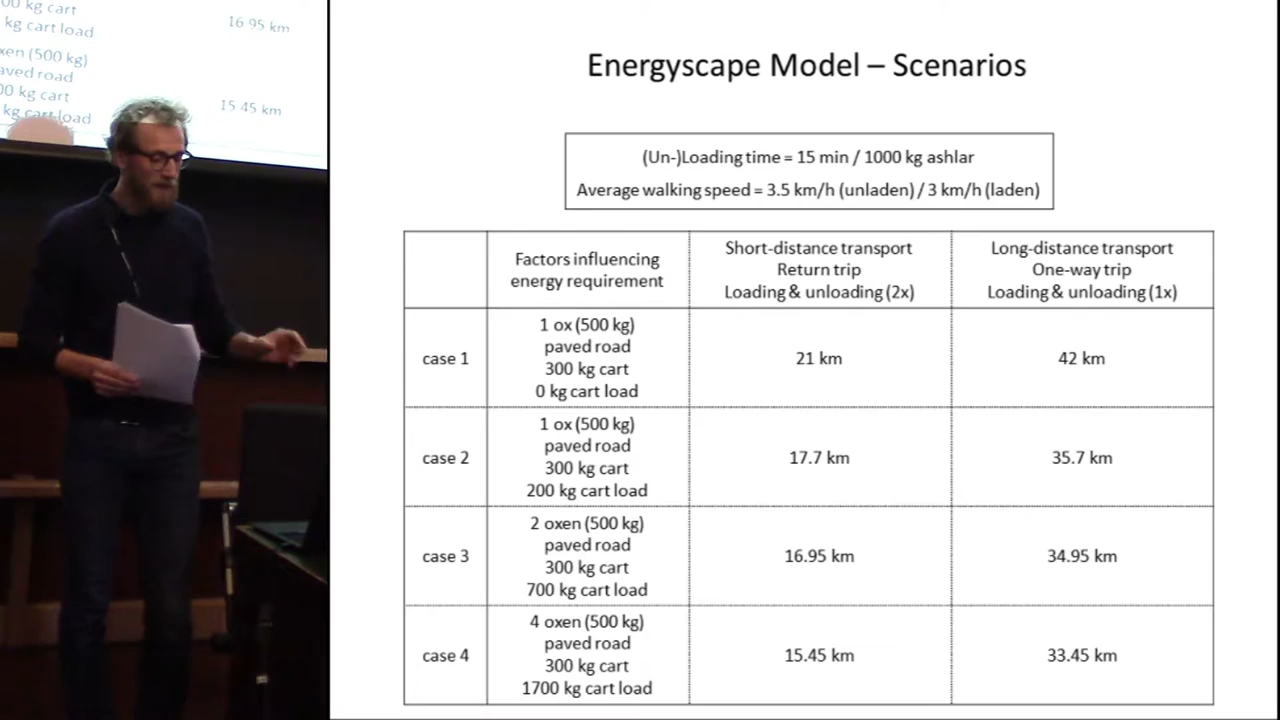 00 kg cart
kg cart load
16.95 km
xen (500 kg)
aved road
00 kg cart
kg cart load
15.45 km
Energyscape Model – Scenarios
(Un-)Loading time = 15 min / 1000 kg ashlar
Average walking speed = 3.5 km/h (unladen) / 3 km/h (laden)
Factors influencing
energy requirement
Short-distance transport
Return trip
Loading & unloading (2x)
Long-distance transport
One-way trip
Loading & unloading (1x)
case 1
1 ox (500 kg)
paved road
300 kg cart
0 kg cart load
21 km
42 km
case 2
1 ox (500 kg)
paved road
300 kg cart
200 kg cart load
17.7 km
35.7 km
case 3
2 oxen (500 kg)
paved road
300 kg cart
700 kg cart load
16.95 km
34.95 km
case 4
4 oxen (500 kg)
paved road
300 kg cart
1700 kg cart load
15.45 km
33.45 km